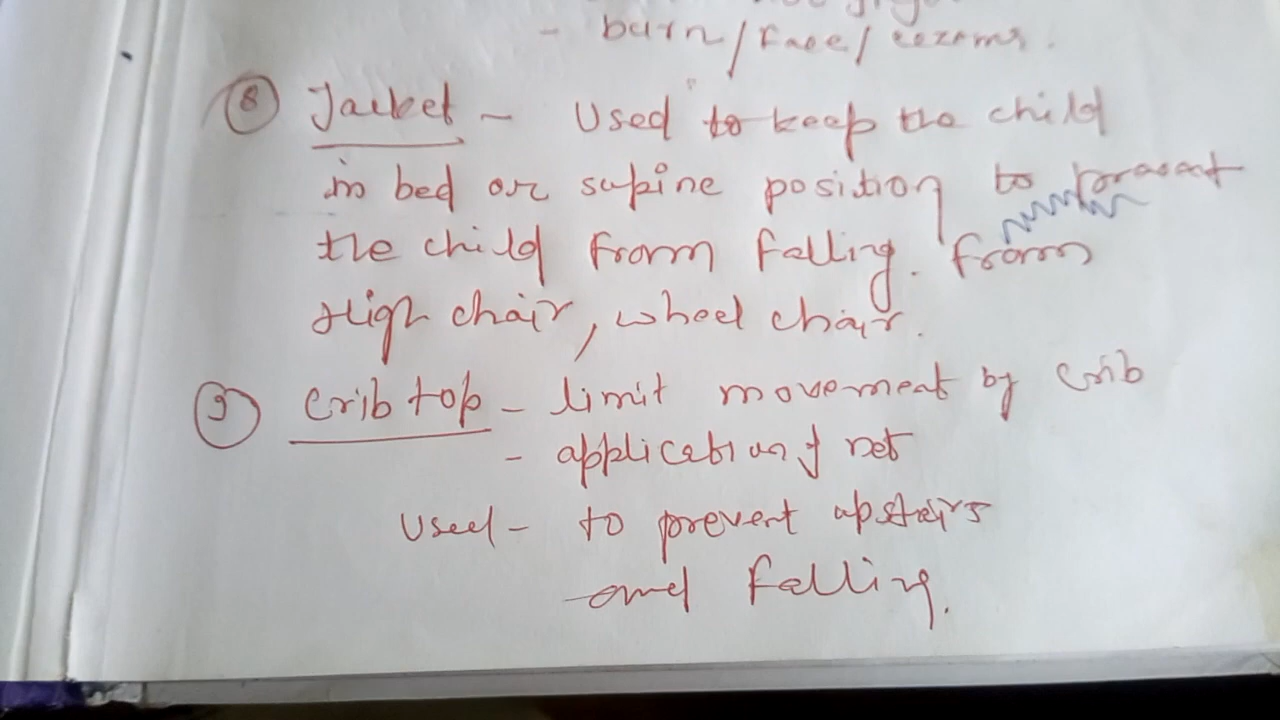 - burn/face/eczema.
⑧ Jacket - Used to keep the child
in bed or supine position to prevent
the child from falling. from
High chair, wheel chair.
⑨ Crib top - limit movement by crib
- application of net
Used - to prevent upstairs
and falling.